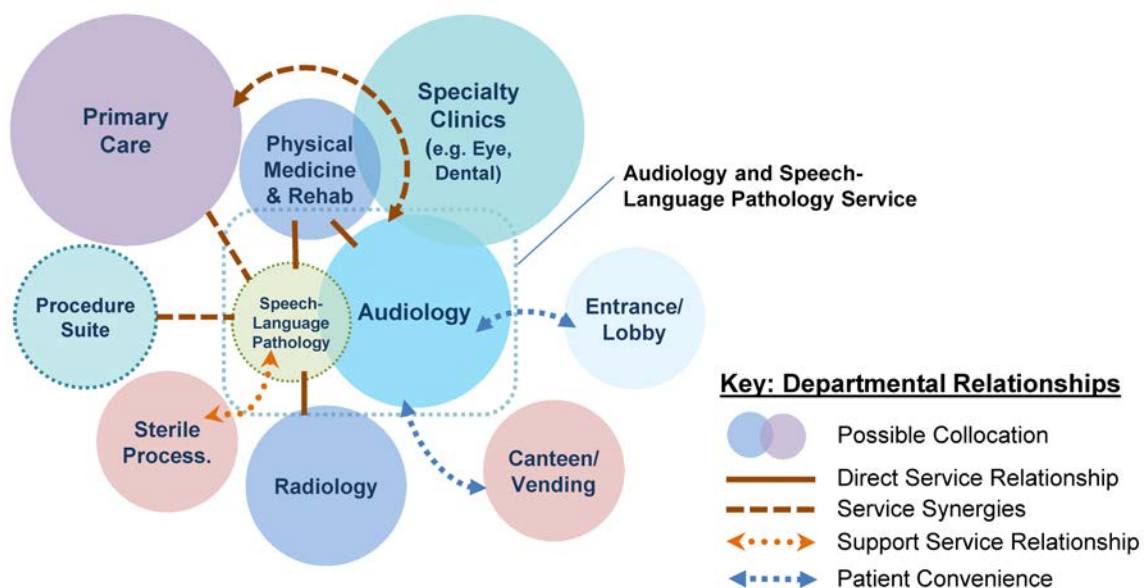 Primary
Care
Physical
Medicine
& Rehab
Specialty
Clinics
(e.g. Eye,
Dental)
Audiology and Speech-
Language Pathology Service
Procedure
Suite
Speech-
Language
Pathology
Audiology
Entrance/
Lobby
Sterile
Process.
Radiology
Canteen/
Vending
Key: Departmental Relationships
Possible Collocation
Direct Service Relationship
Service Synergies
Support Service Relationship
Patient Convenience